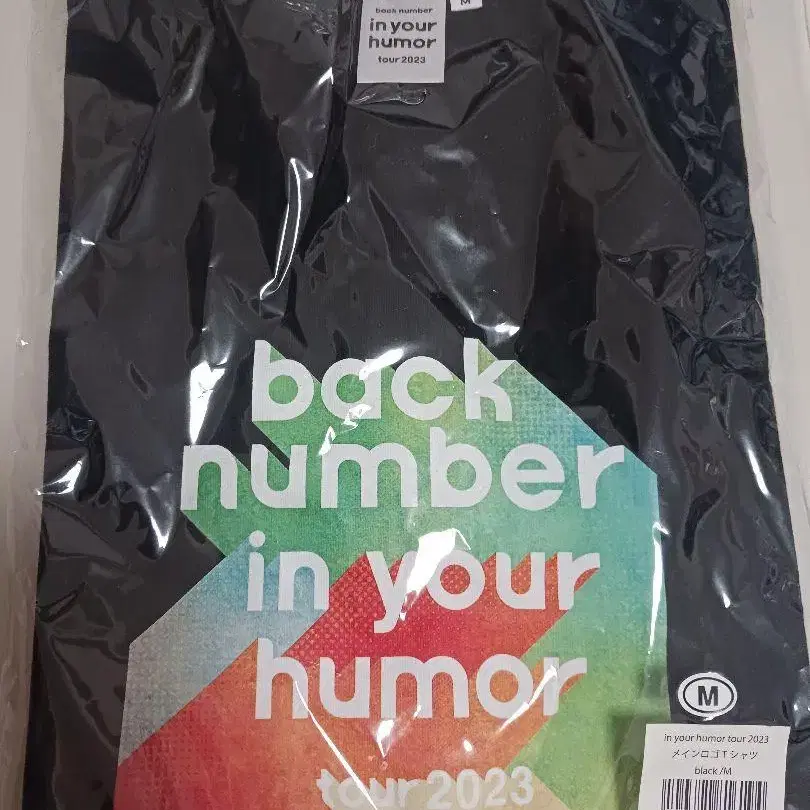 back number
in your
humor
tour 2023
M
back
number
in your
humor
tour 2023
M
in your humor tour 2023
メインロゴTシャツ
black /M